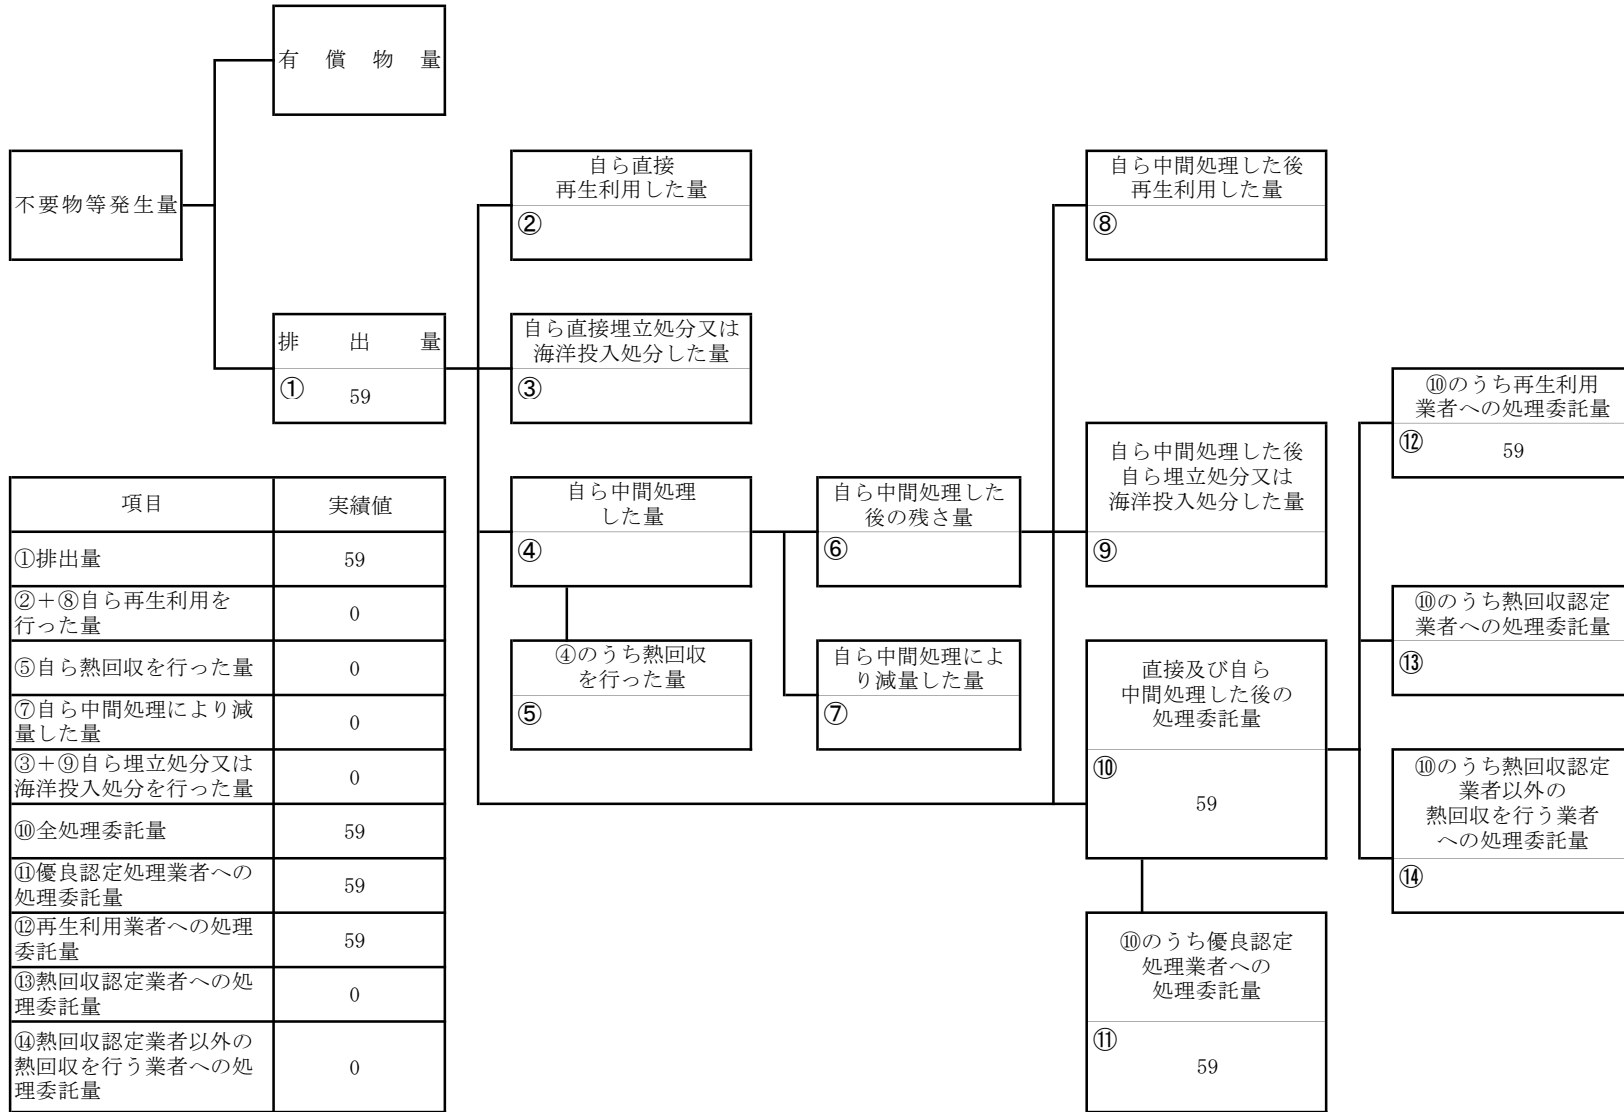 有償物量
不要物等発生量
排出量
① 59
自ら直接
再生利用した量
②
自ら直接埋立処分又は
海洋投入処分した量
③
自ら中間処理
した量
④
④のうち熱回収
を行った量
⑤
自ら中間処理した
後の残さ量
⑥
自ら中間処理によ
り減量した量
⑦
自ら中間処理した後
再生利用した量
⑧
自ら中間処理した後
自ら埋立処分又は
海洋投入処分した量
⑨
直接及び自ら
中間処理した後の
処理委託量
⑩
59
⑩のうち優良認定
処理業者への
処理委託量
⑪
59
⑩のうち再生利用
業者への処理委託量
⑫ 59
⑩のうち熱回収認定
業者への処理委託量
⑬
⑩のうち熱回収認定
業者以外の
熱回収を行う業者
への処理委託量
⑭
項目 実績値
①排出量 59
②+⑧自ら再生利用を
行った量 0
⑤自ら熱回収を行った量 0
⑦自ら中間処理により減
量した量 0
③+⑨自ら埋立処分又は
海洋投入処分を行った量 0
⑩全処理委託量 59
⑪優良認定処理業者への
処理委託量 59
⑫再生利用業者への処理
委託量 59
⑬熱回収認定業者への処
理委託量 0
⑭熱回収認定業者以外の
熱回収を行う業者への処
理委託量 0